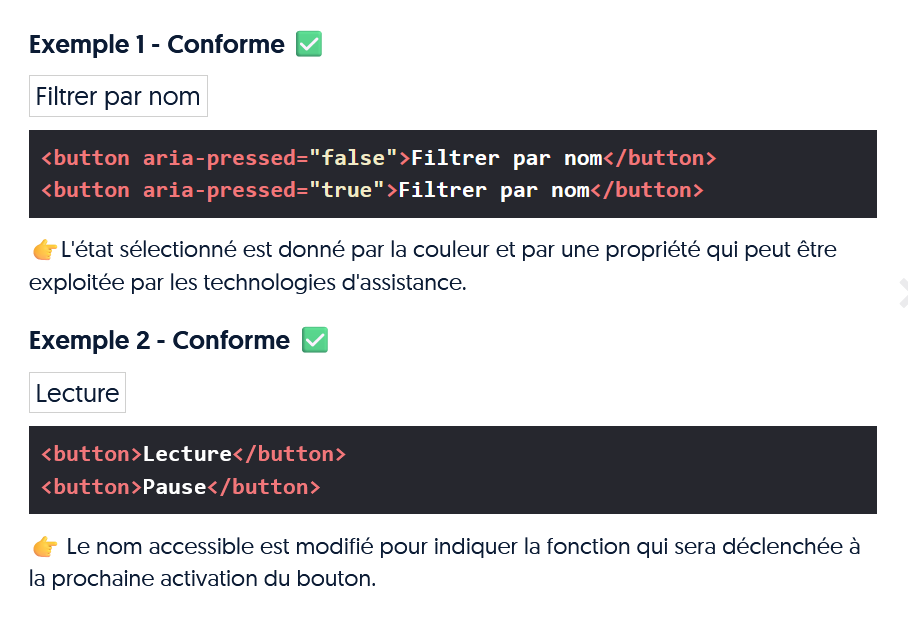 Exemple 1 - Conforme ✅
Filtrer par nom
<button aria-pressed="false">Filtrer par nom</button>
<button aria-pressed="true">Filtrer par nom</button>
👉L'état sélectionné est donné par la couleur et par une propriété qui peut être
exploitée par les technologies d'assistance.
Exemple 2 - Conforme ✅
Lecture
<button>Lecture</button>
<button>Pause</button>
👉 Le nom accessible est modifié pour indiquer la fonction qui sera déclenchée à
la prochaine activation du bouton.